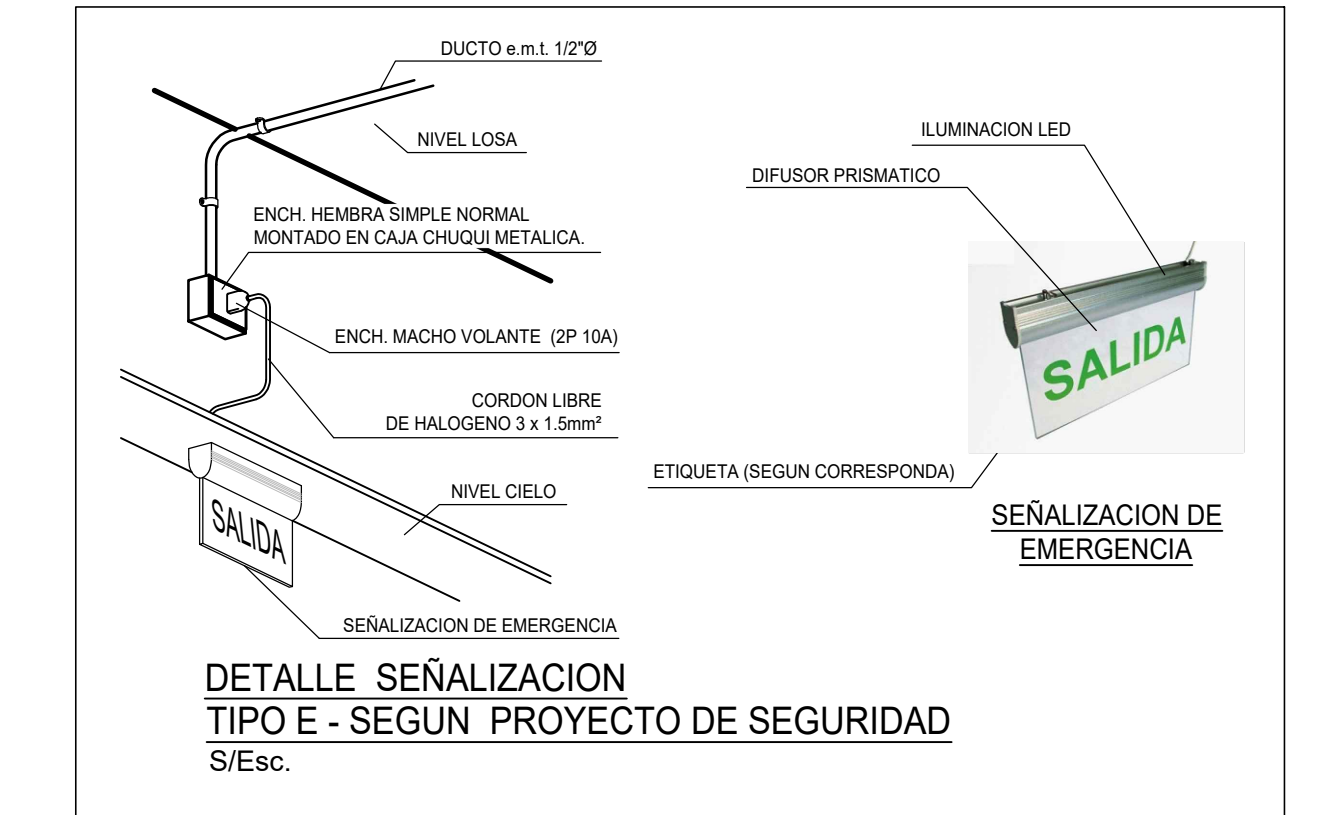 DUCTO e.m.t. 1/2"Ø
NIVEL LOSA
ENCH. HEMBRA SIMPLE NORMAL
MONTADO EN CAJA CHUQUI METALICA.
ENCH. MACHO VOLANTE (2P 10A)
CORDON LIBRE
DE HALOGENO 3 x 1.5mm²
NIVEL CIELO
SALIDA
SEÑALIZACION DE EMERGENCIA
ILUMINACION LED
DIFUSOR PRISMATICO
SALIDA
ETIQUETA (SEGUN CORRESPONDA)
SEÑALIZACION DE
EMERGENCIA
DETALLE SEÑALIZACION
TIPO E - SEGUN PROYECTO DE SEGURIDAD
S/Esc.